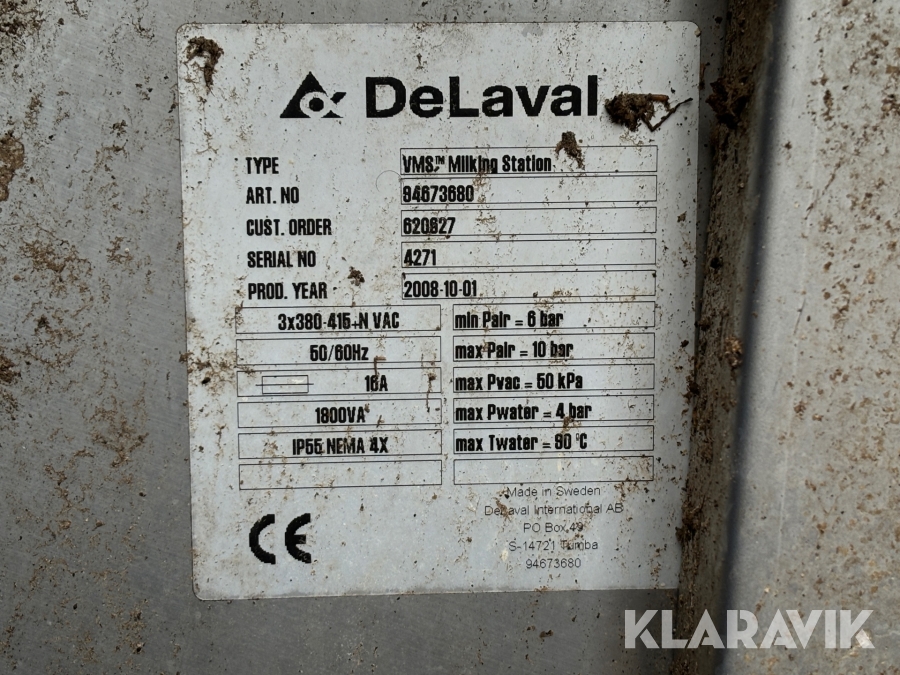 DeLaval
TYPE VMS™ Milking Station
ART. NO 94673680
CUST. ORDER 620627
SERIAL NO 4271
PROD. YEAR 2008-10-01
3x380-415+N VAC min Pair = 6 bar
50/60Hz max Pair = 10 bar
16A max Pvac = 50 kPa
1800VA max Pwater = 4 bar
IP55 NEMA 4X max Twater = 90 °C
Made in Sweden
DeLaval International AB
PO Box 49
S-14721 Tumba
94673680
CE
KLARAVIK